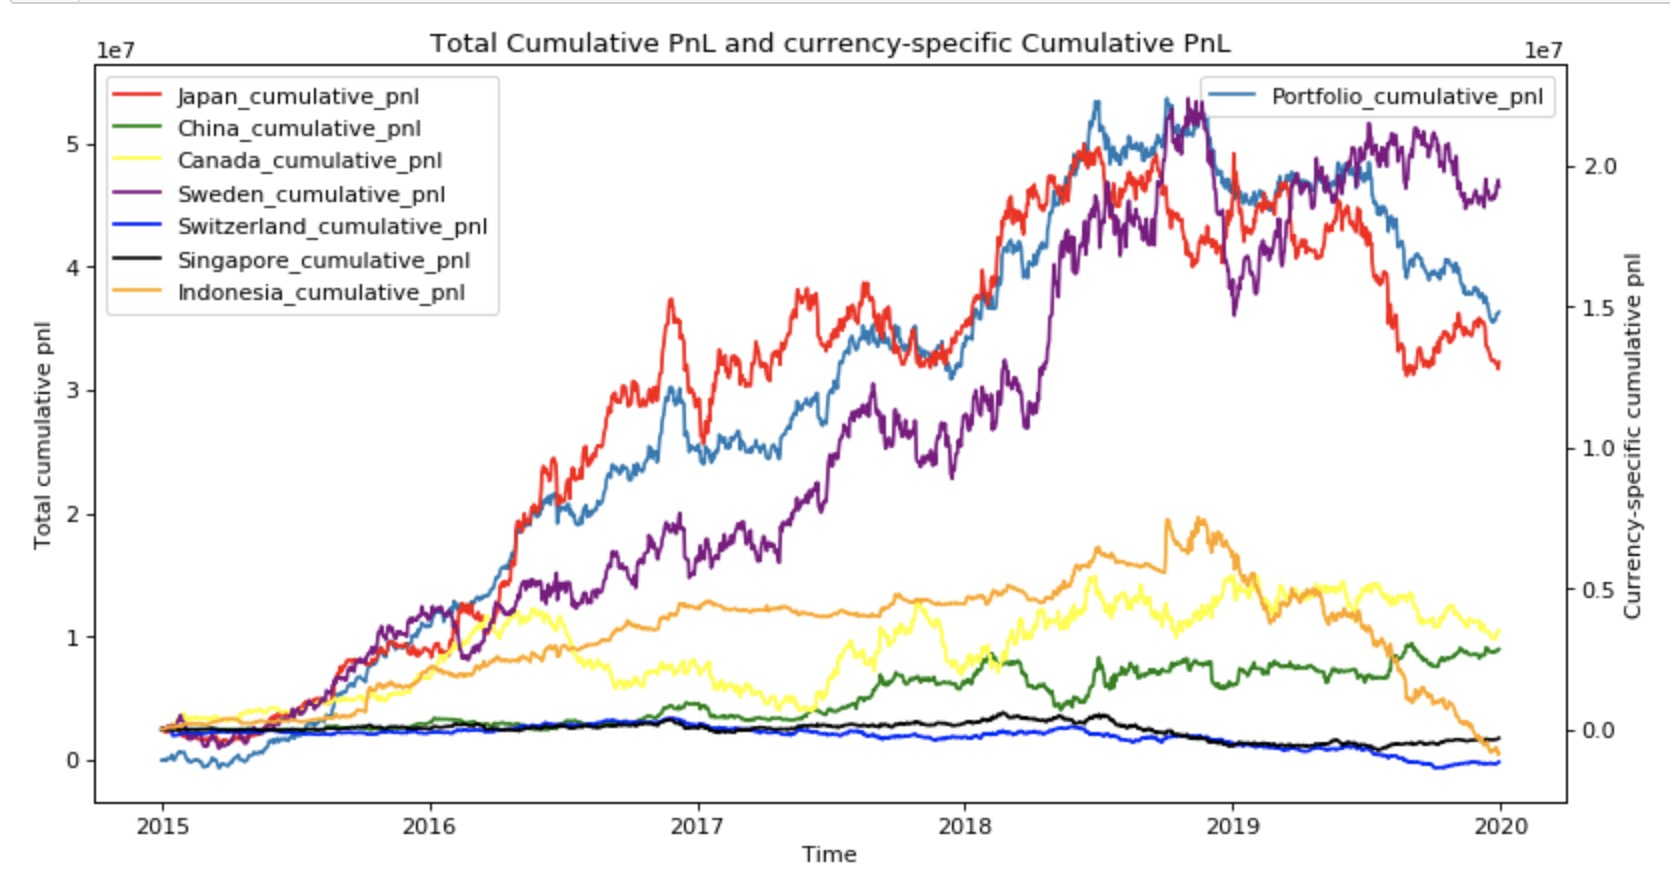 Total Cumulative PnL and currency-specific Cumulative PnL
1e7
1e7
Japan_cumulative_pnl
China_cumulative_pnl
Canada_cumulative_pnl
Sweden_cumulative_pnl
Switzerland_cumulative_pnl
Singapore_cumulative_pnl
Indonesia_cumulative_pnl
Portfolio_cumulative_pnl
Total cumulative pnl
5
4
3
2
1
0
2.0
1.5
1.0
0.5
0.0
Currency-specific cumulative pnl
2015
2016
2017
2018
2019
2020
Time